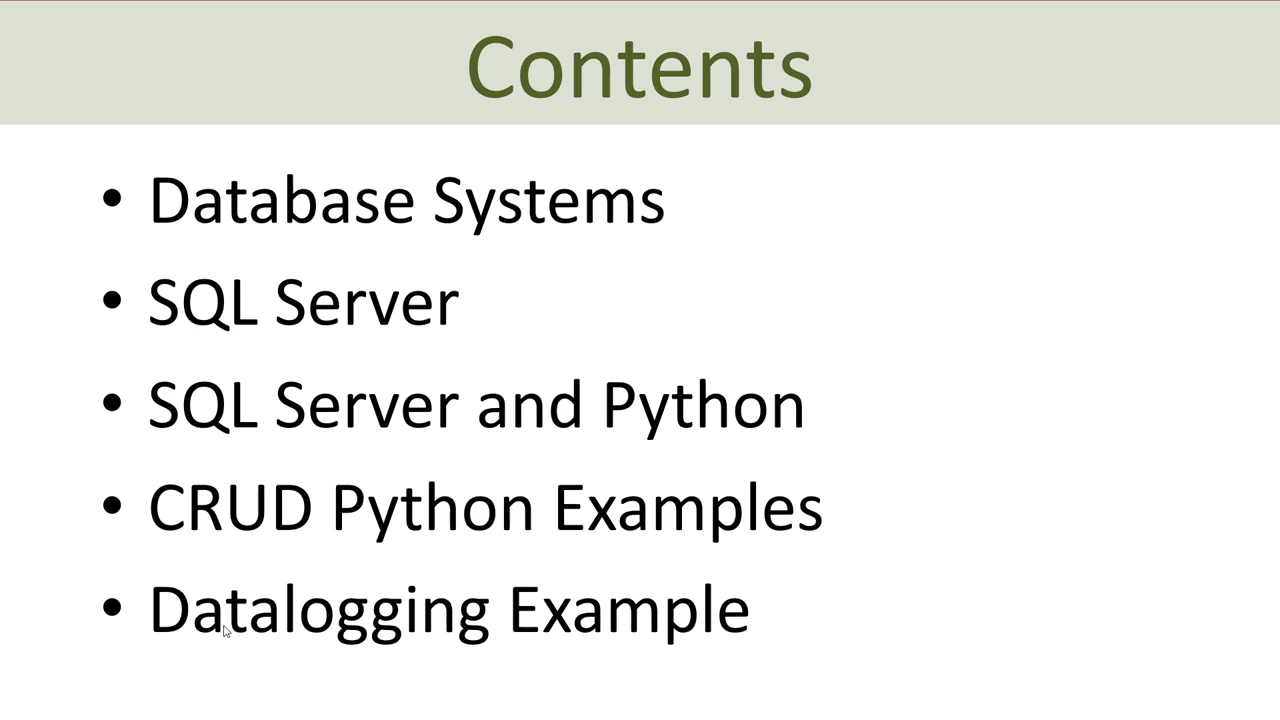 Contents
• Database Systems
• SQL Server
• SQL Server and Python
• CRUD Python Examples
• Datalogging Example